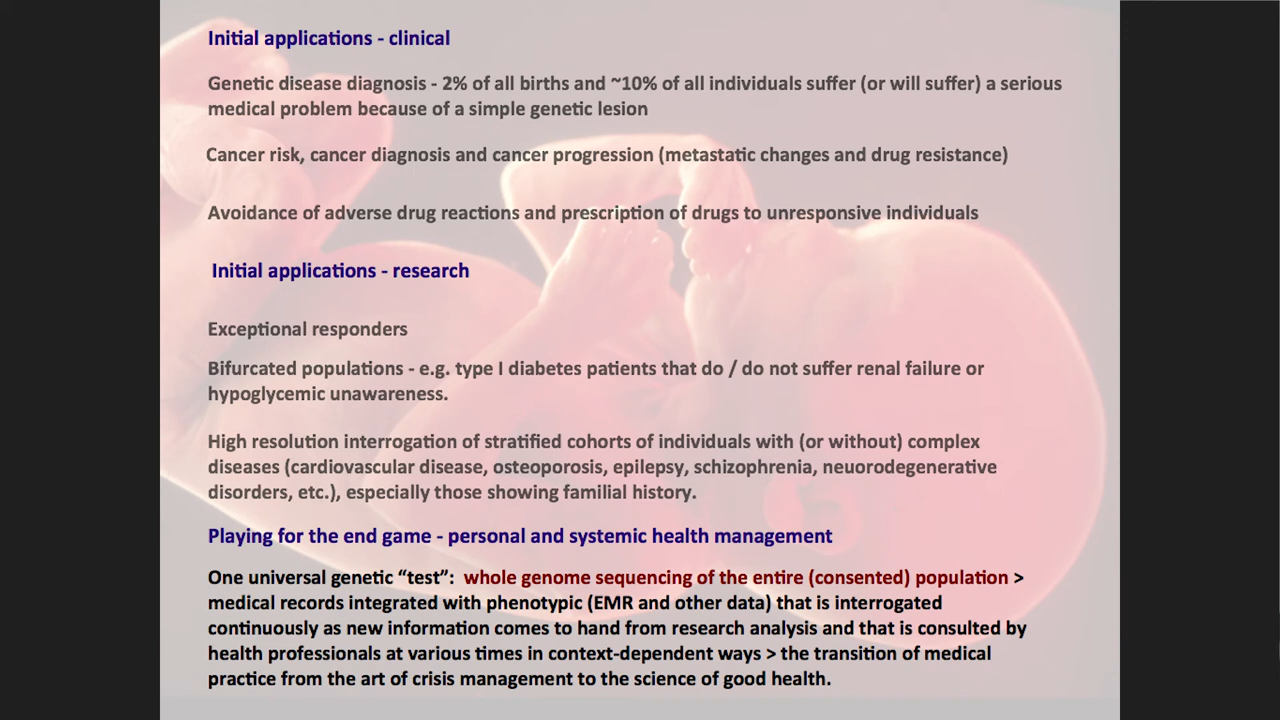 Initial applications - clinical
Genetic disease diagnosis - 2% of all births and ~10% of all individuals suffer (or will suffer) a serious
medical problem because of a simple genetic lesion
Cancer risk, cancer diagnosis and cancer progression (metastatic changes and drug resistance)
Avoidance of adverse drug reactions and prescription of drugs to unresponsive individuals
Initial applications - research
Exceptional responders
Bifurcated populations - e.g. type I diabetes patients that do / do not suffer renal failure or
hypoglycemic unawareness.
High resolution interrogation of stratified cohorts of individuals with (or without) complex
diseases (cardiovascular disease, osteoporosis, epilepsy, schizophrenia, neuorodegenerative
disorders, etc.), especially those showing familial history.
Playing for the end game - personal and systemic health management
One universal genetic “test”:  whole genome sequencing of the entire (consented) population >
medical records integrated with phenotypic (EMR and other data) that is interrogated
continuously as new information comes to hand from research analysis and that is consulted by
health professionals at various times in context-dependent ways > the transition of medical
practice from the art of crisis management to the science of good health.